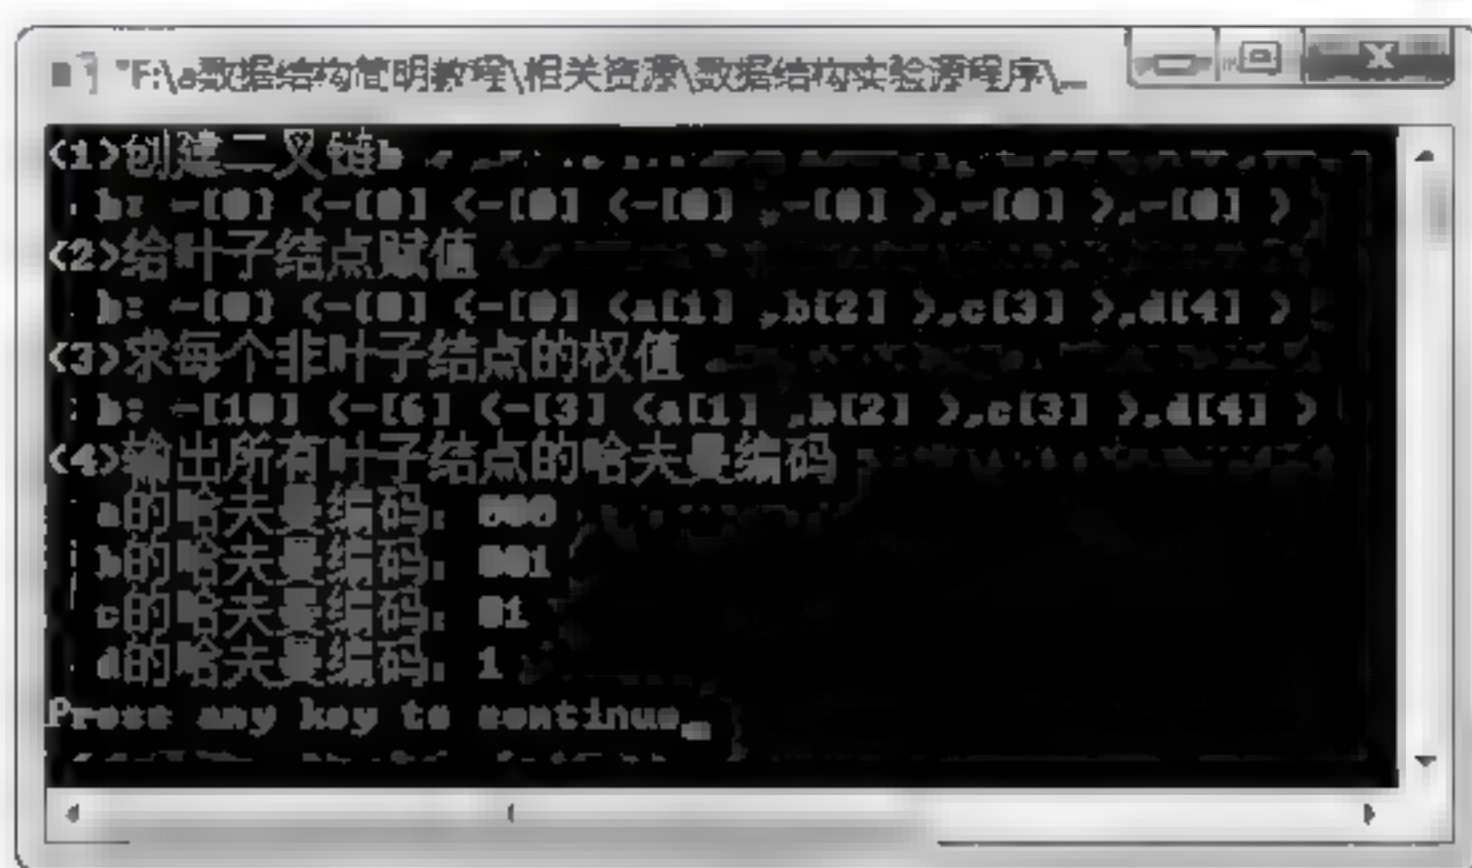 "F:\a数据结构简明教程\相关资源\数据结构实验源程序\...
(1)创建二叉链b
b: -[0] (-[0] (-[0] (-[0] ,-[0] ),-[0] ),-[0] )
(2)给叶子结点赋值
b: -[0] (-[0] (-[0] (a[1] ,b[2] ),c[3] ),d[4] )
(3)求每个非叶子结点的权值
b: -[10] (-[6] (-[3] (a[1] ,b[2] ),c[3] ),d[4] )
(4)输出所有叶子结点的哈夫曼编码
a的哈夫曼编码: 000
b的哈夫曼编码: 001
c的哈夫曼编码: 01
d的哈夫曼编码: 1
Press any key to continue_